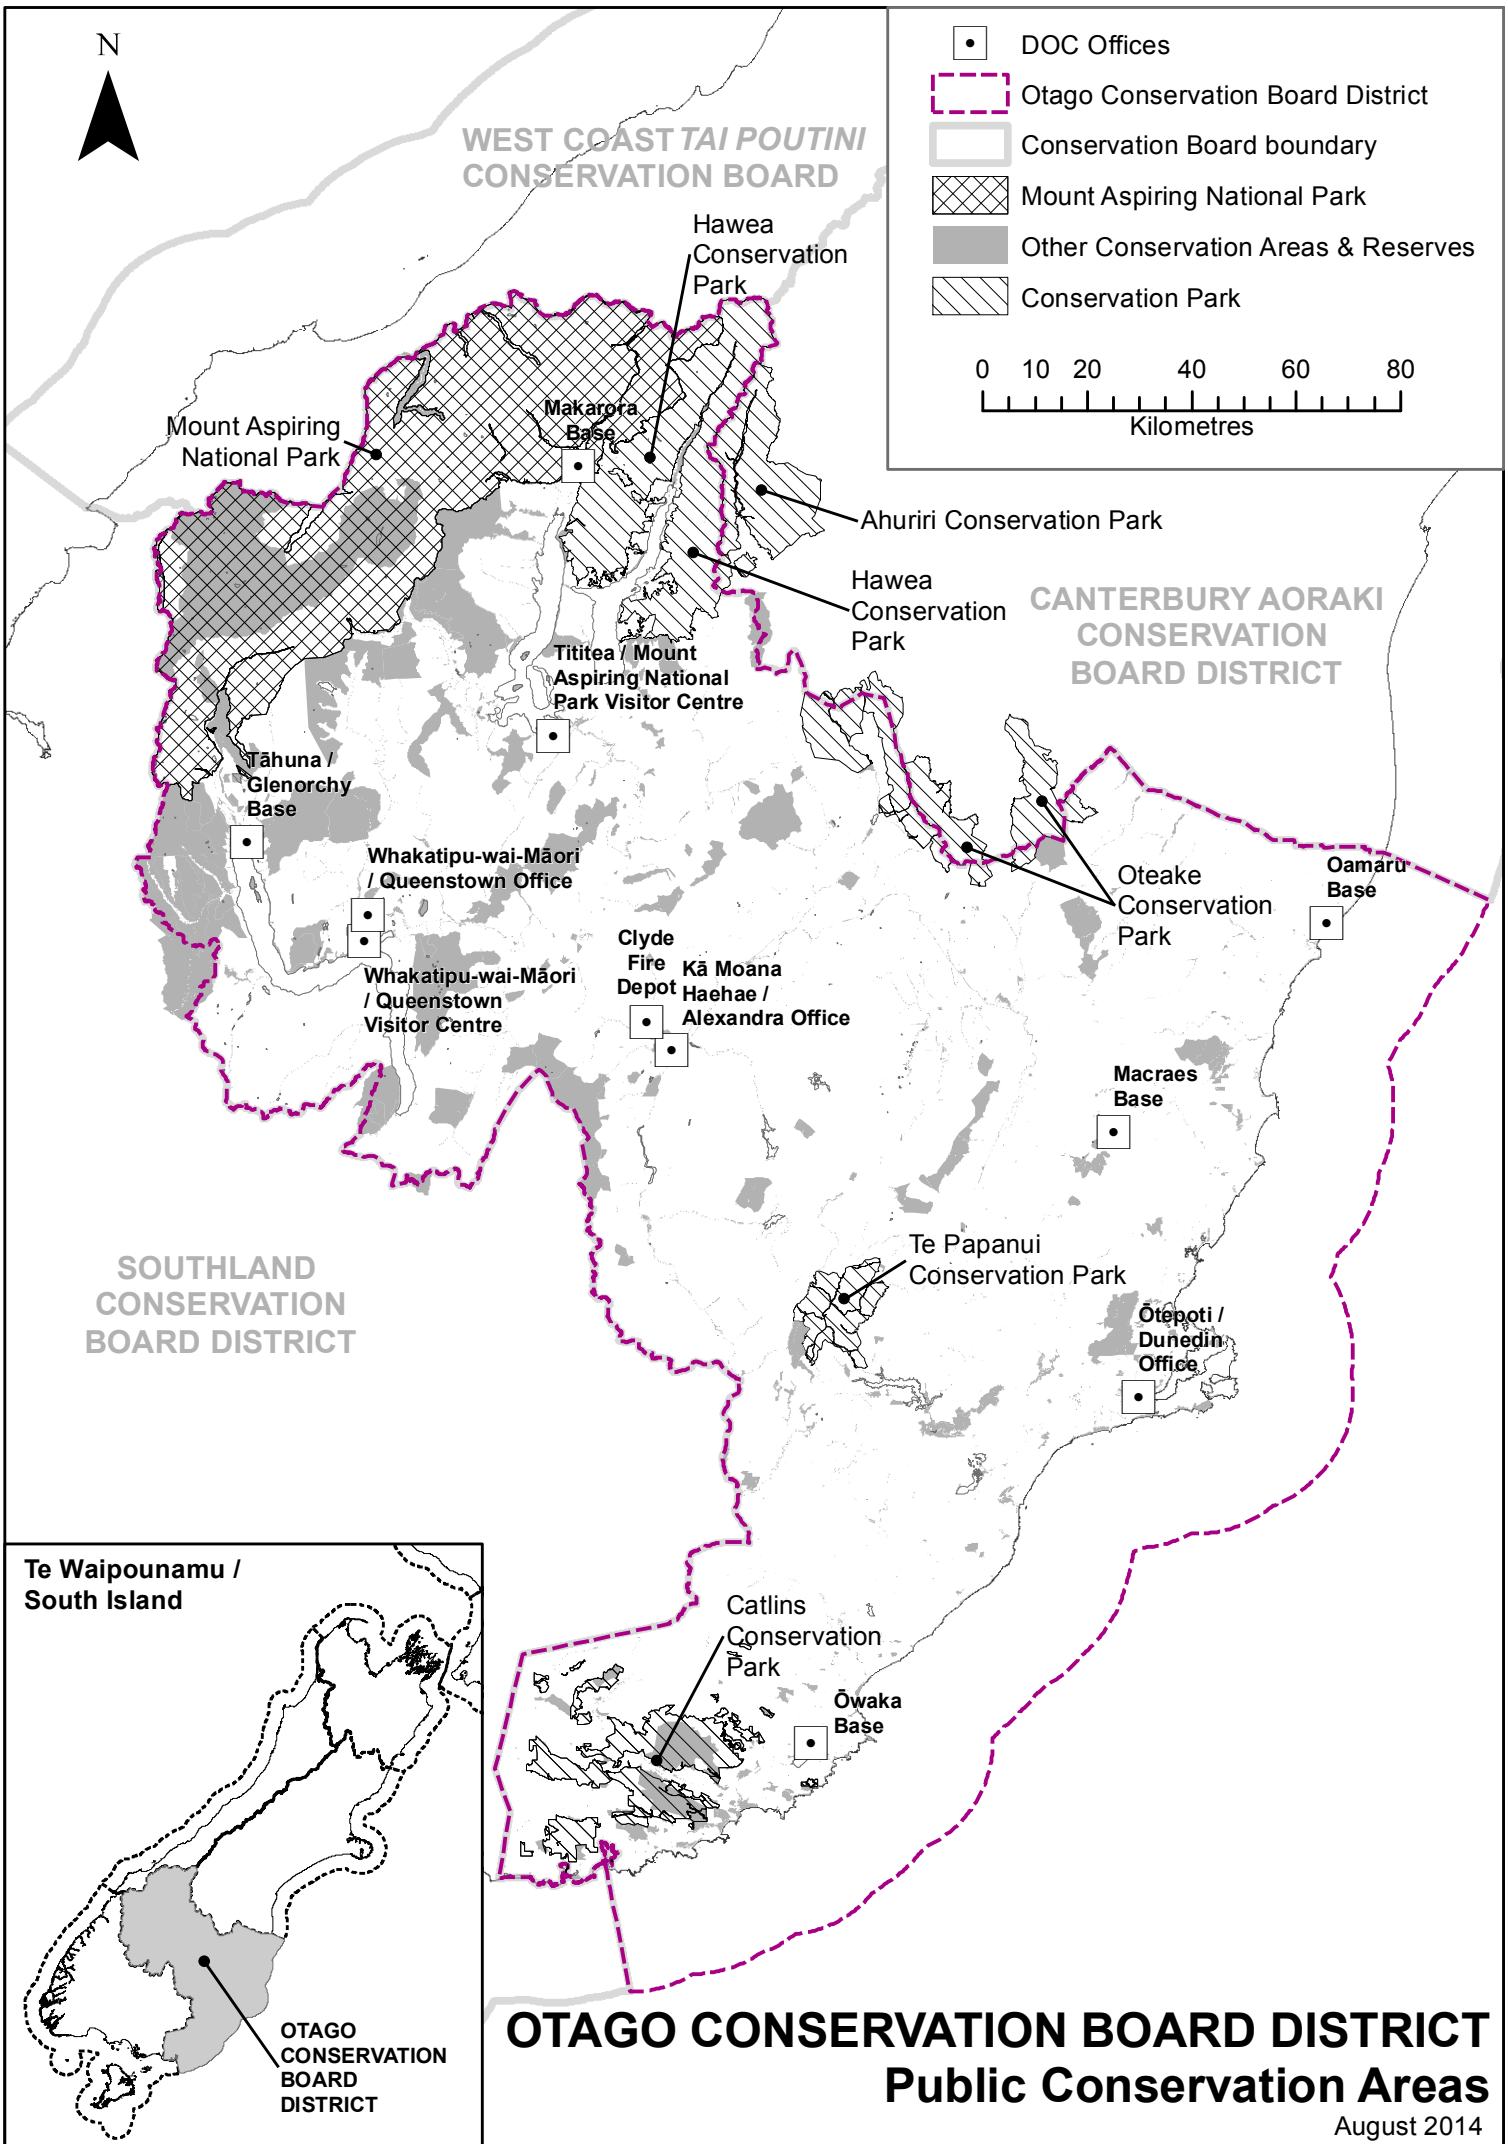 N
DOC Offices
Otago Conservation Board District
Conservation Board boundary
Mount Aspiring National Park
Other Conservation Areas & Reserves
Conservation Park
0 10 20 40 60 80
Kilometres
WEST COAST TAI POUTINI
CONSERVATION BOARD
Hawea
Conservation
Park
Makarora
Base
Mount Aspiring
National Park
Ahuriri Conservation Park
Hawea
Conservation
Park
CANTERBURY AORAKI
CONSERVATION
BOARD DISTRICT
Tititea / Mount
Aspiring National
Park Visitor Centre
Tāhuna /
Glenorchy
Base
Whakatipu-wai-Māori
/ Queenstown Office
Oteake
Conservation
Park
Oamaru
Base
Clyde
Fire
Depot
Kā Moana
Haehae /
Alexandra Office
Whakatipu-wai-Māori
/ Queenstown
Visitor Centre
Macraes
Base
Te Papanui
Conservation Park
SOUTHLAND
CONSERVATION
BOARD DISTRICT
Ōtepoti /
Dunedin
Office
Te Waipounamu /
South Island
Catlins
Conservation
Park
Ōwaka
Base
OTAGO
CONSERVATION
BOARD
DISTRICT
OTAGO CONSERVATION BOARD DISTRICT
Public Conservation Areas
August 2014